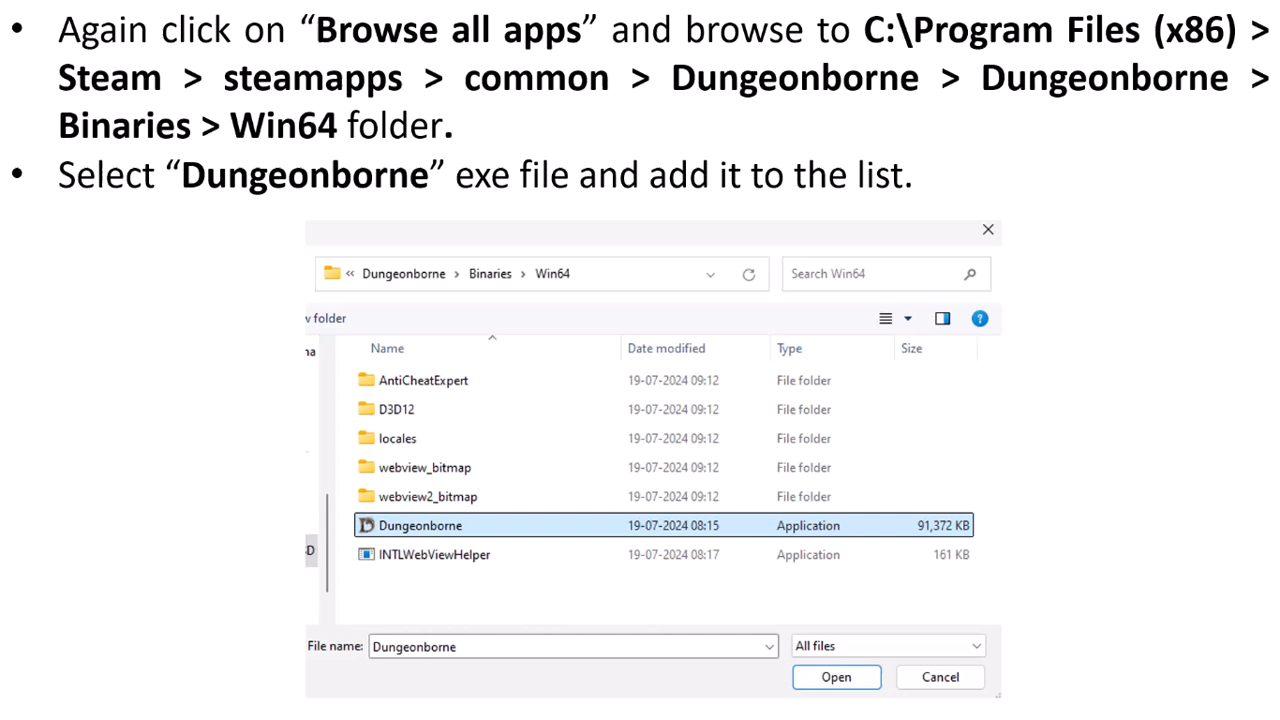 • Again click on “Browse all apps” and browse to C:\Program Files (x86) >
Steam > steamapps > common > Dungeonborne > Dungeonborne >
Binaries > Win64 folder.
• Select “Dungeonborne” exe file and add it to the list.
« Dungeonborne > Binaries > Win64
Search Win64
folder
Name Date modified Type Size
AntiCheatExpert 19-07-2024 09:12 File folder
D3D12 19-07-2024 09:12 File folder
locales 19-07-2024 09:12 File folder
webview_bitmap 19-07-2024 09:12 File folder
webview2_bitmap 19-07-2024 09:12 File folder
Dungeonborne 19-07-2024 08:15 Application 91,372 KB
INTLWebViewHelper 19-07-2024 08:17 Application 161 KB
File name: Dungeonborne All files
Open Cancel